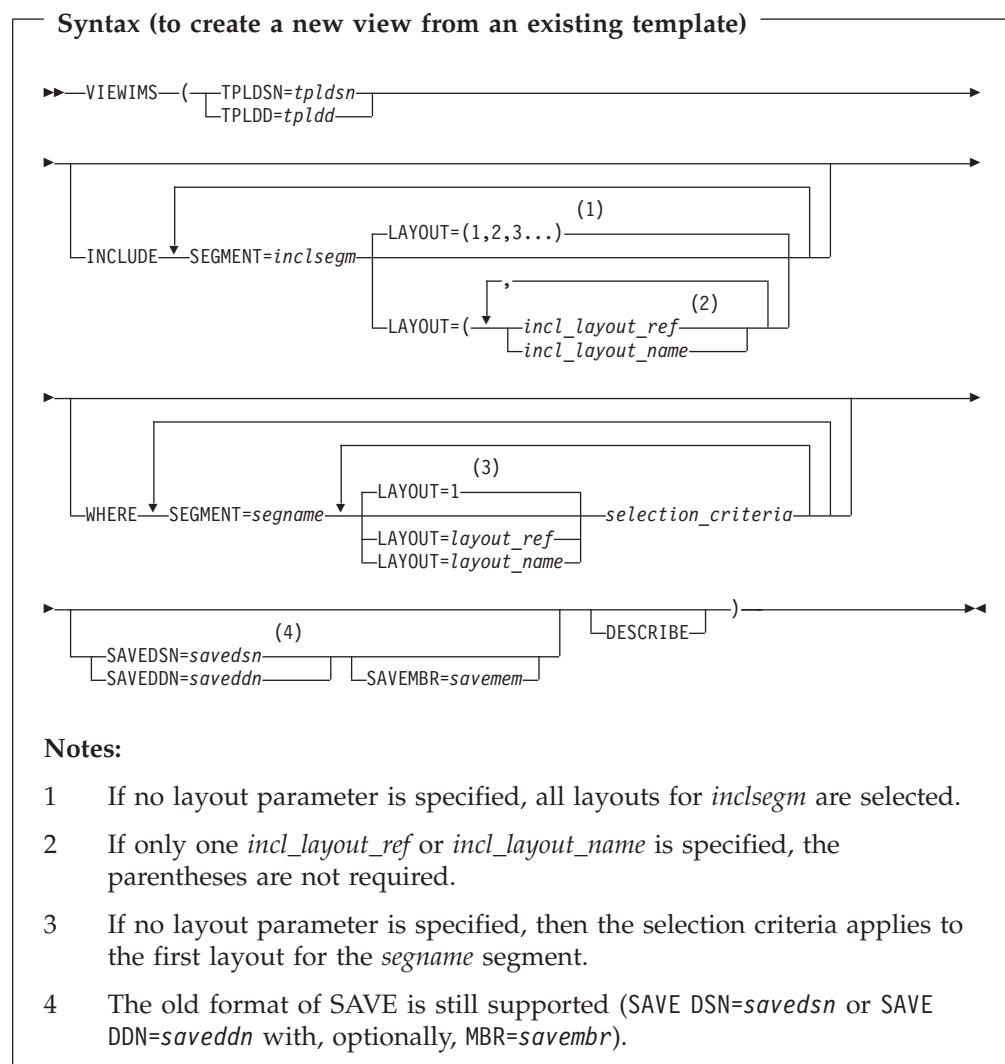 Syntax (to create a new view from an existing template)
VIEWIMS ( TPLDSN=tpldsn
TPLDD=tpldd
(1)
LAYOUT=(1,2,3...)
INCLUDE SEGMENT=inclsegm
,
(2)
LAYOUT=( incl_layout_ref
incl_layout_name
(3)
LAYOUT=1
WHERE SEGMENT=segname selection_criteria
LAYOUT=layout_ref
LAYOUT=layout_name
)
(4) DESCRIBE
SAVEDSN=savedsn
SAVEDDN=saveddn SAVEMBR=savemem
Notes:
1 If no layout parameter is specified, all layouts for inclsegm are selected.
2 If only one incl_layout_ref or incl_layout_name is specified, the
parentheses are not required.
3 If no layout parameter is specified, then the selection criteria applies to
the first layout for the segname segment.
4 The old format of SAVE is still supported (SAVE DSN=savedsn or SAVE
DDN=saveddn with, optionally, MBR=savembr).